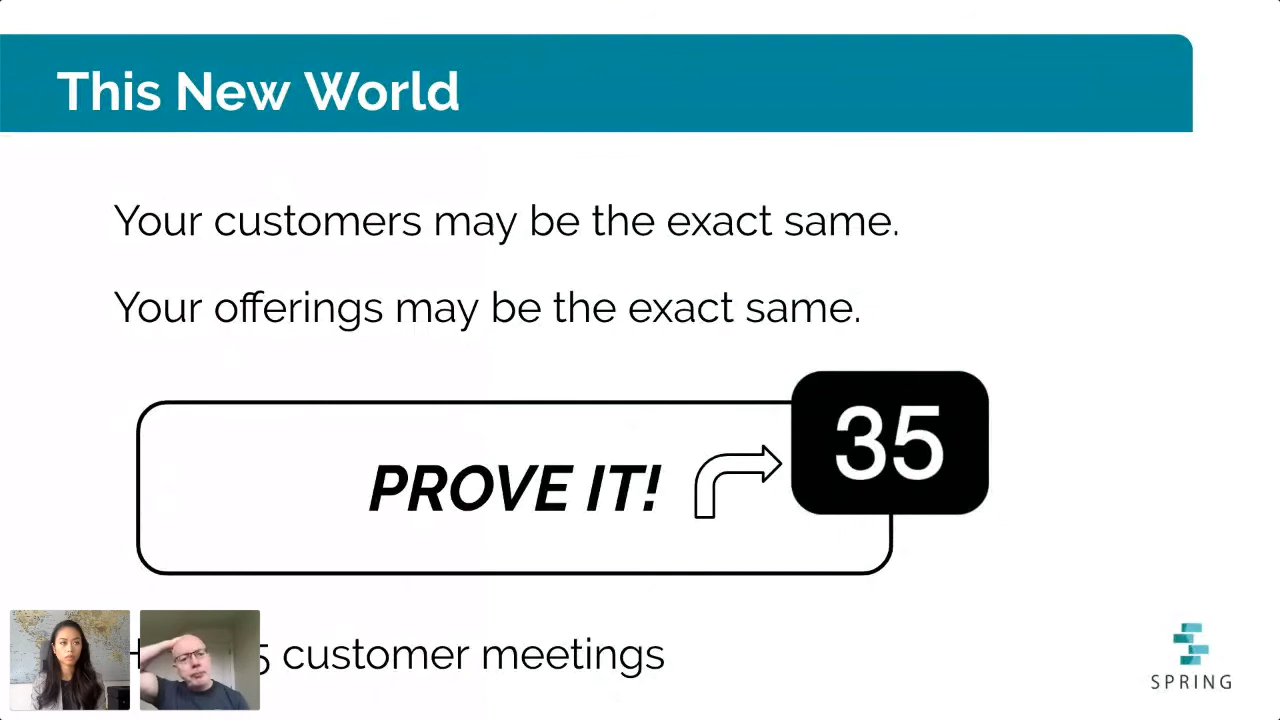 This New World
Your customers may be the exact same.
Your offerings may be the exact same.
PROVE IT!
35
5 customer meetings
SPRING